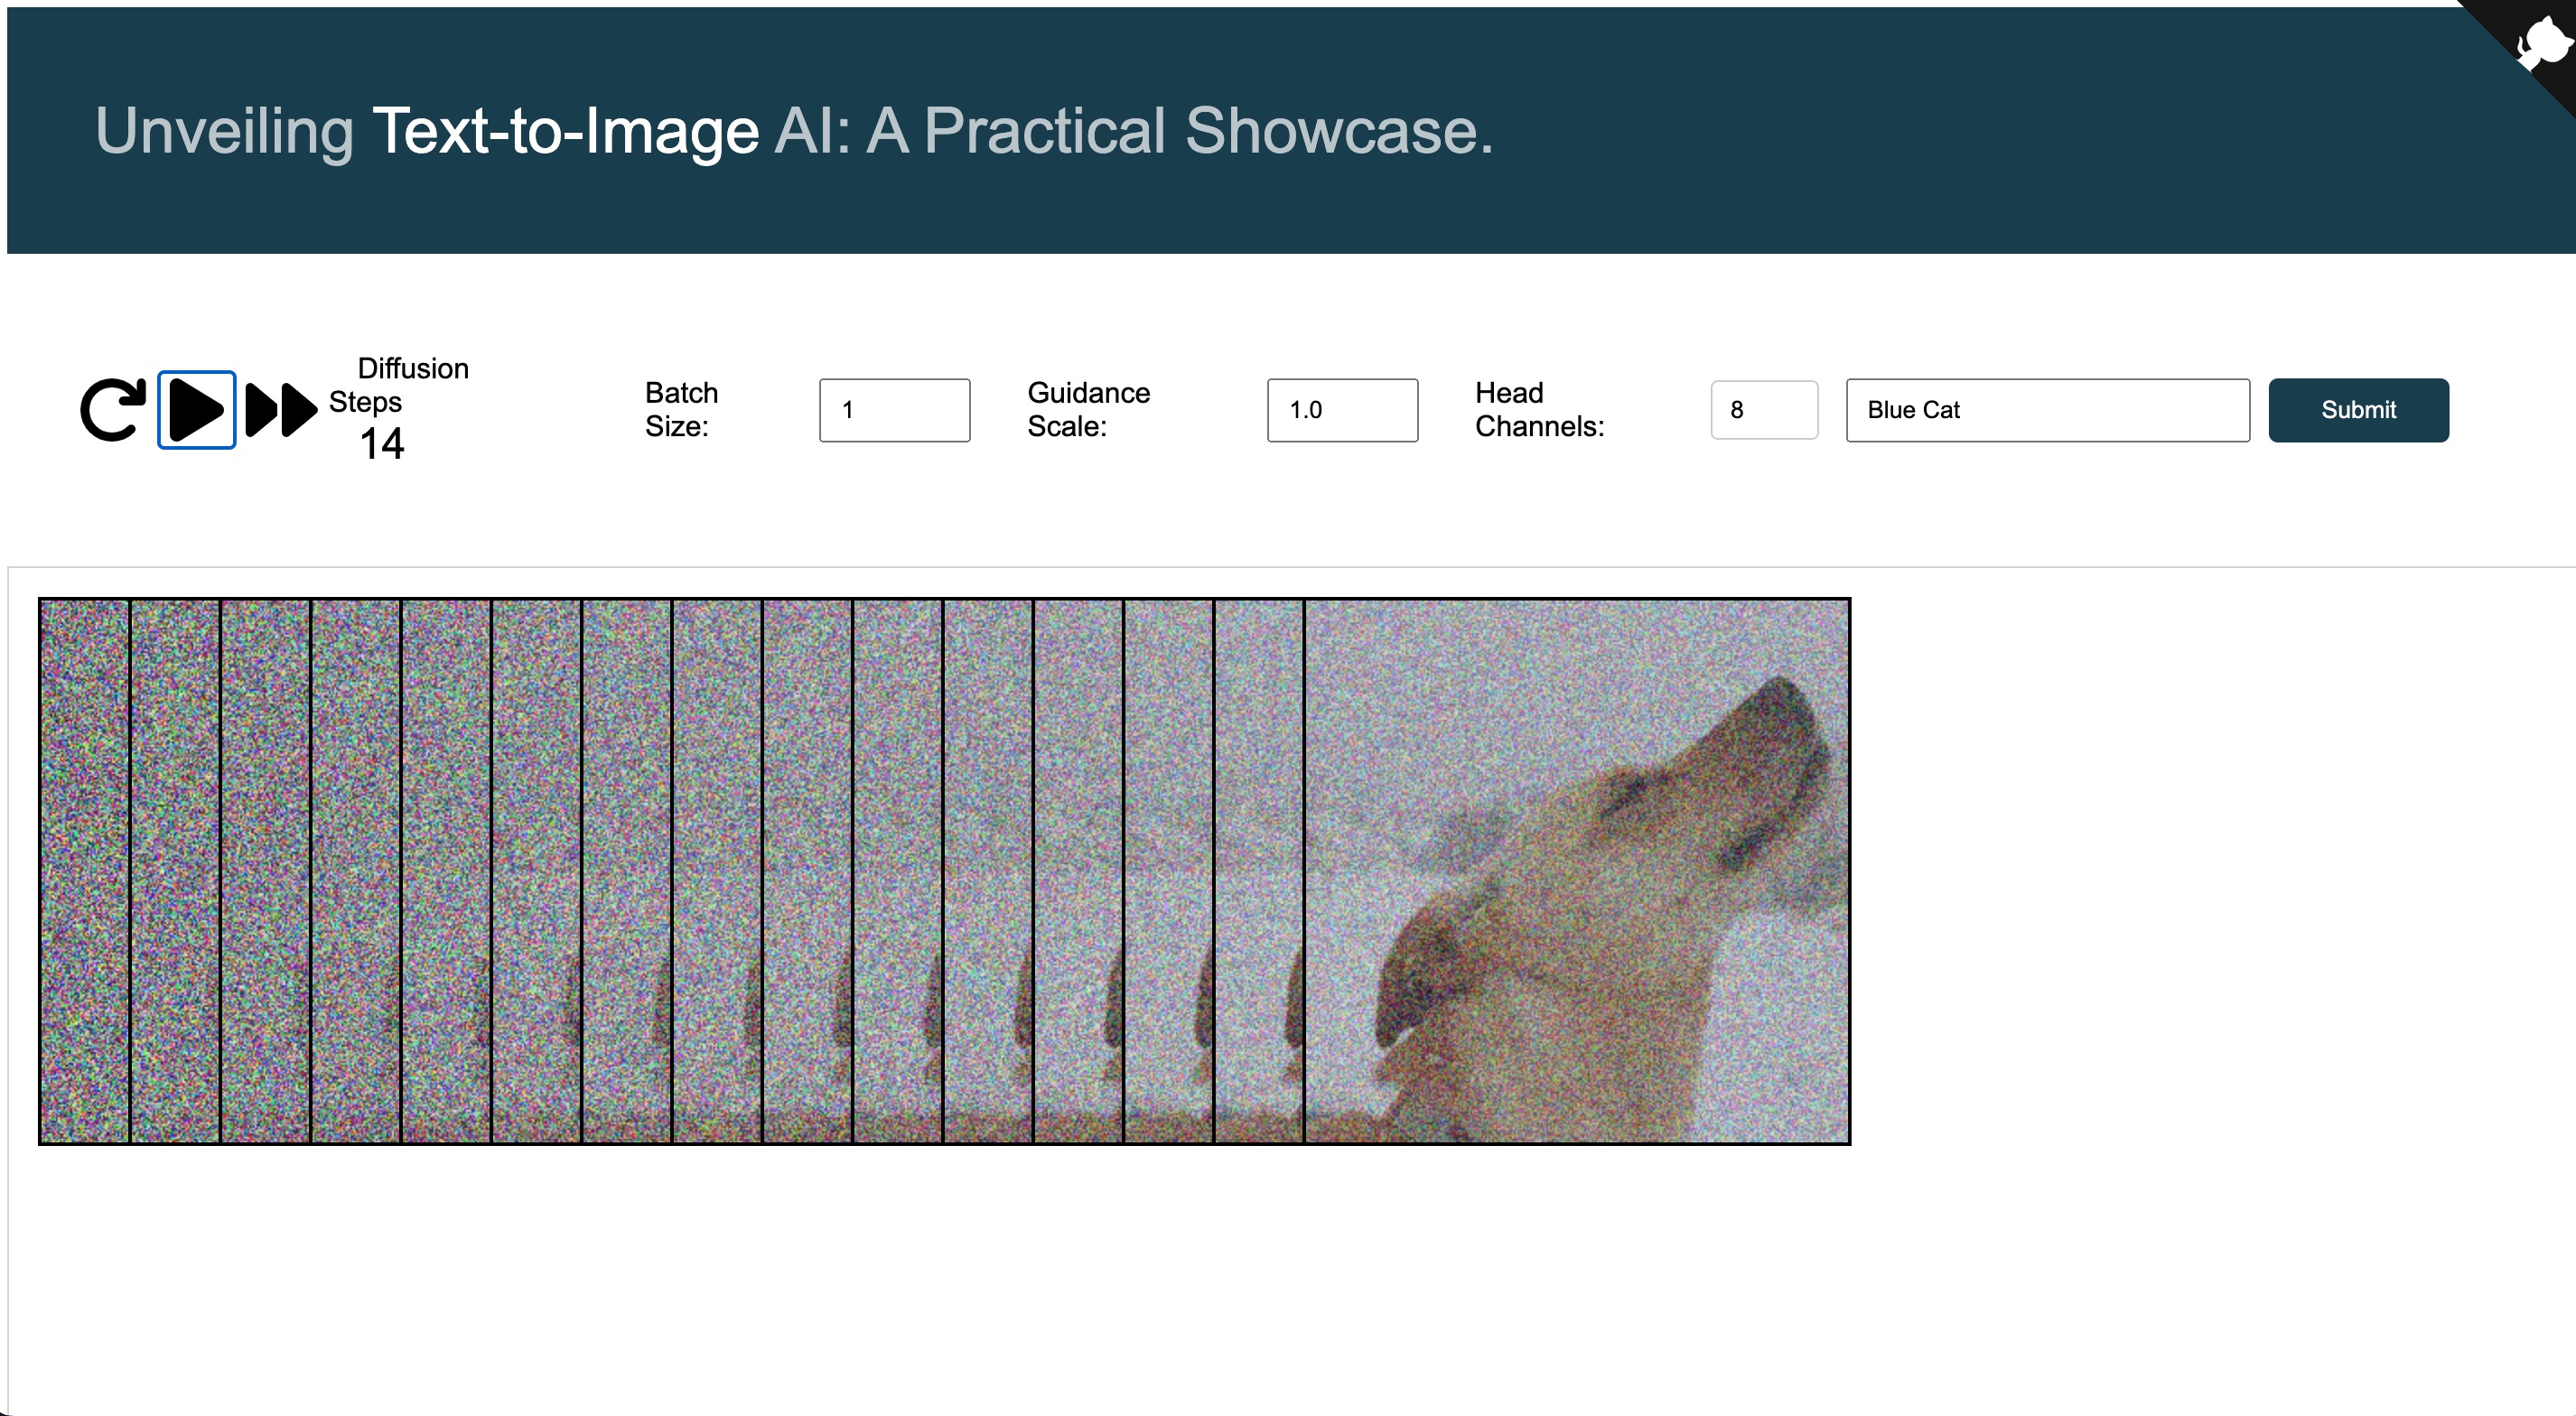 Unveiling Text-to-Image AI: A Practical Showcase.
Diffusion
Steps
14
Batch
Size:
1
Guidance
Scale:
1.0
Head
Channels:
8
Blue Cat
Submit